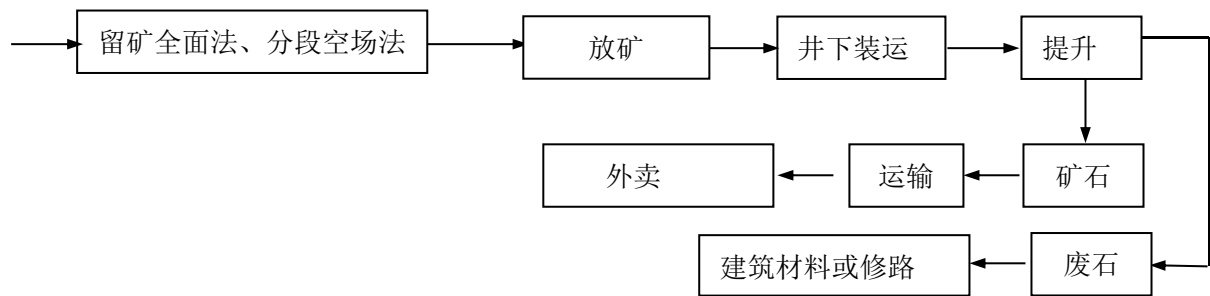 留矿全面法、分段空场法
放矿
井下装运
提升
外卖
运输
矿石
建筑材料或修路
废石